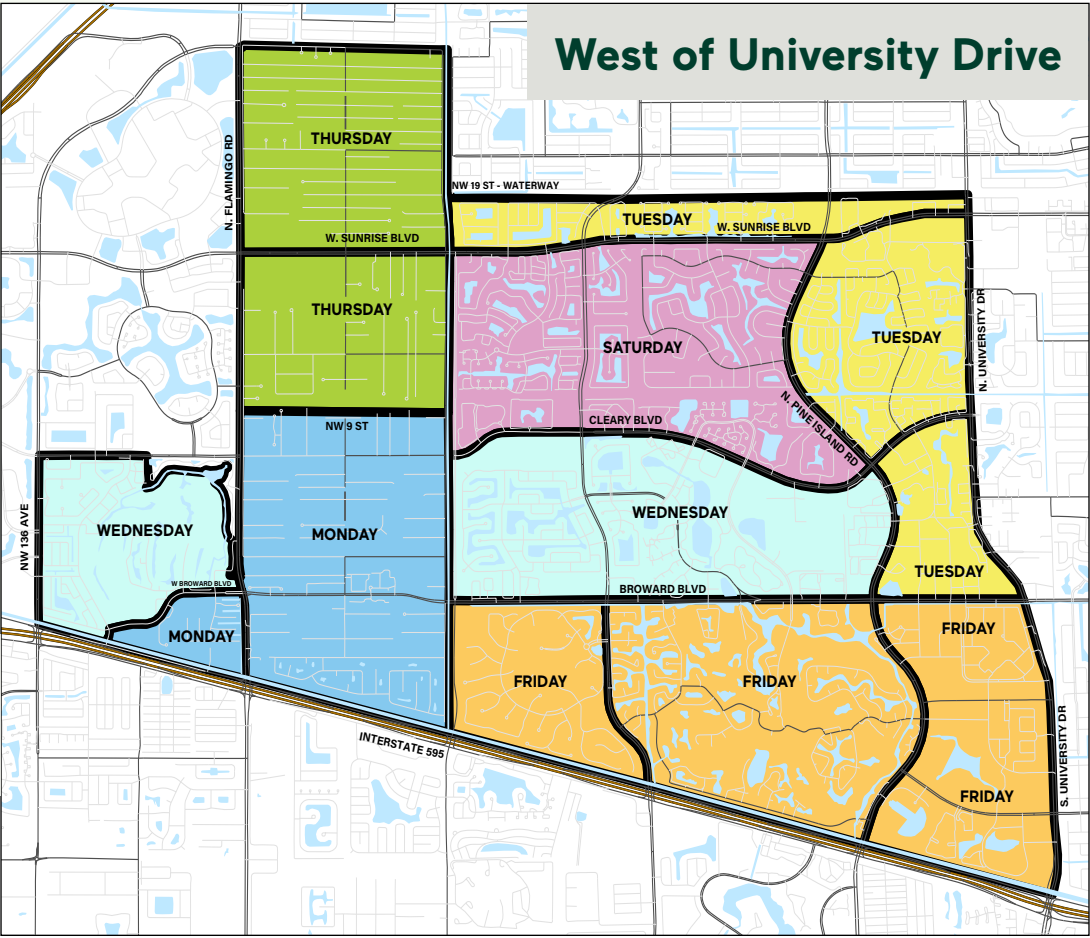 West of University Drive
THURSDAY
N. FLAMINGO RD
NW 19 ST - WATERWAY
TUESDAY
W. SUNRISE BLVD
W. SUNRISE BLVD
THURSDAY
N. UNIVERSITY DR
TUESDAY
SATURDAY
N. PINE ISLAND RD
CLEARY BLVD
NW 9 ST
WEDNESDAY
NW 136 AVE
MONDAY
WEDNESDAY
W BROWARD BLVD
TUESDAY
BROWARD BLVD
MONDAY
FRIDAY
FRIDAY
FRIDAY
INTERSTATE 595
S. UNIVERSITY DR
FRIDAY